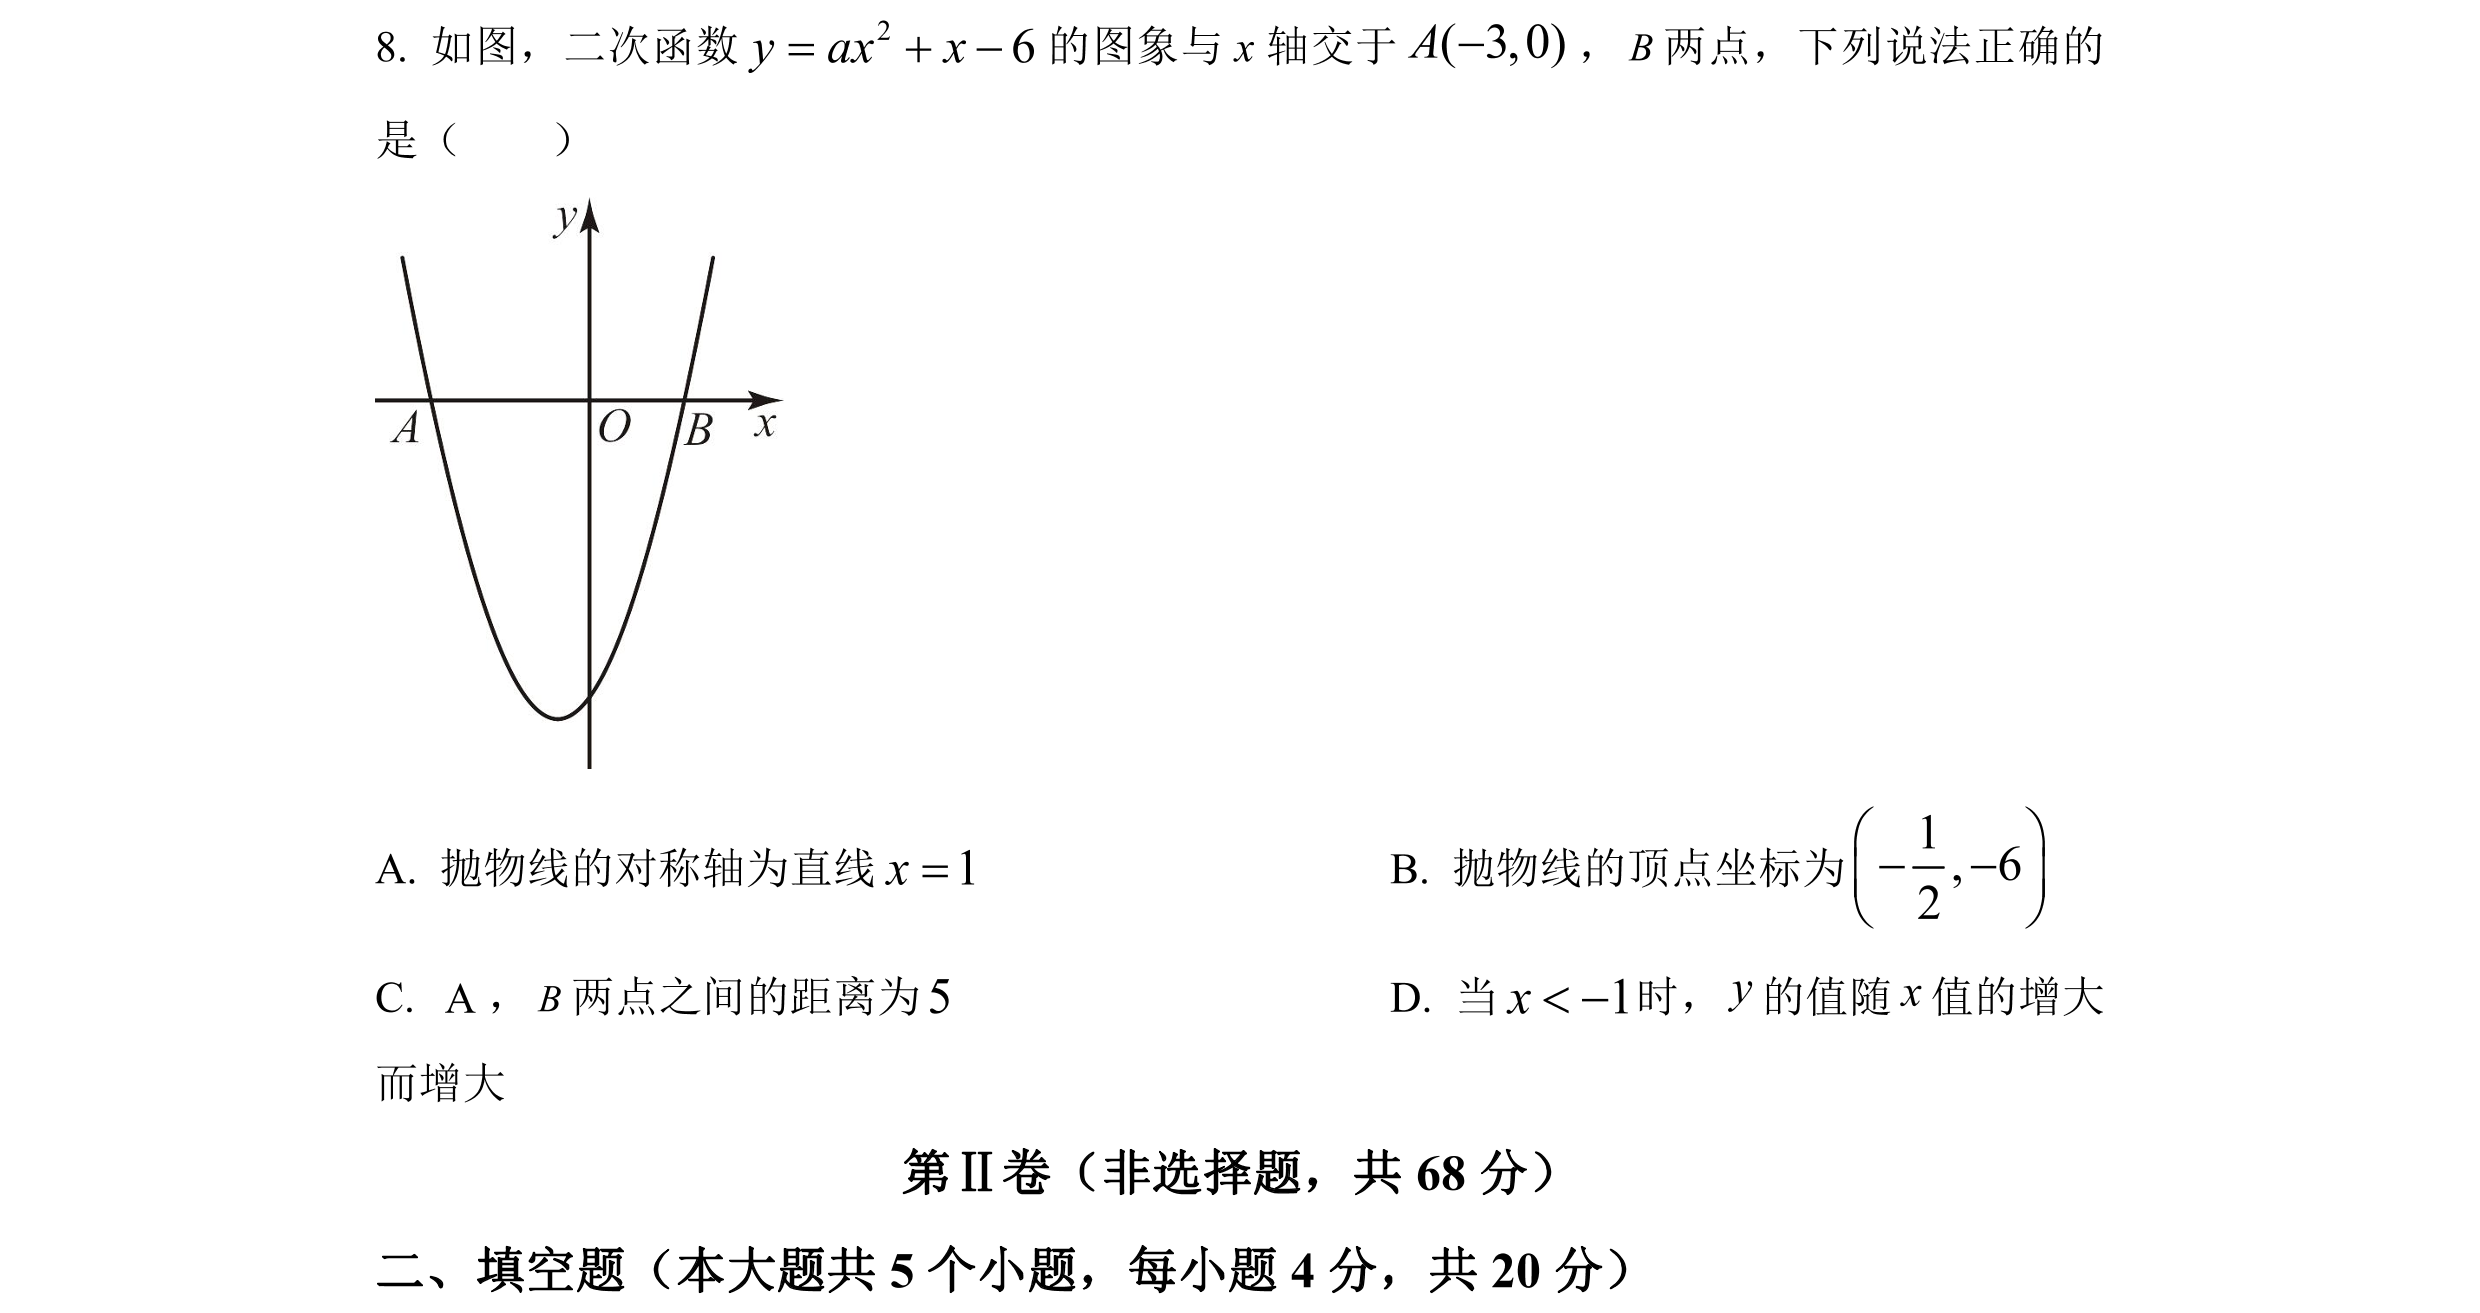 8. 如图，二次函数 y = ax² + x − 6 的图象与 x 轴交于 A(−3,0)， B 两点，下列说法正确的
是（  ）
y
A O B x
A. 抛物线的对称轴为直线 x = 1 B. 抛物线的顶点坐标为 (−1/2, −6)
C. A， B 两点之间的距离为 5 D. 当 x < −1 时， y 的值随 x 值的增大
而增大
第Ⅱ卷（非选择题，共 68 分）
二、填空题（本大题共 5 个小题，每小题 4 分，共 20 分）